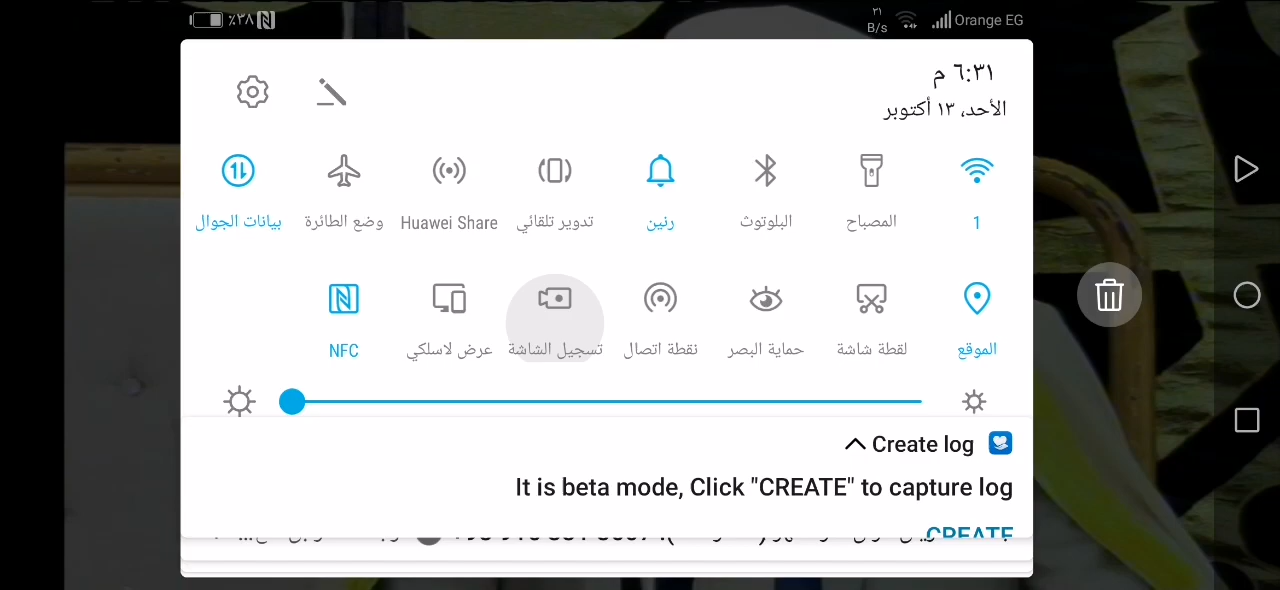 ٪٣٨
٣١
B/s
Orange EG
٦:٣١ م
الأحد، ١٣ أكتوبر
1
المصباح
البلوتوث
رنين
تدوير تلقائي
Huawei Share
وضع الطائرة
بيانات الجوال
الموقع
لقطة شاشة
حماية البصر
نقطة اتصال
تسجيل الشاشة
عرض لاسلكي
NFC
Create log
It is beta mode, Click "CREATE" to capture log
CREATE